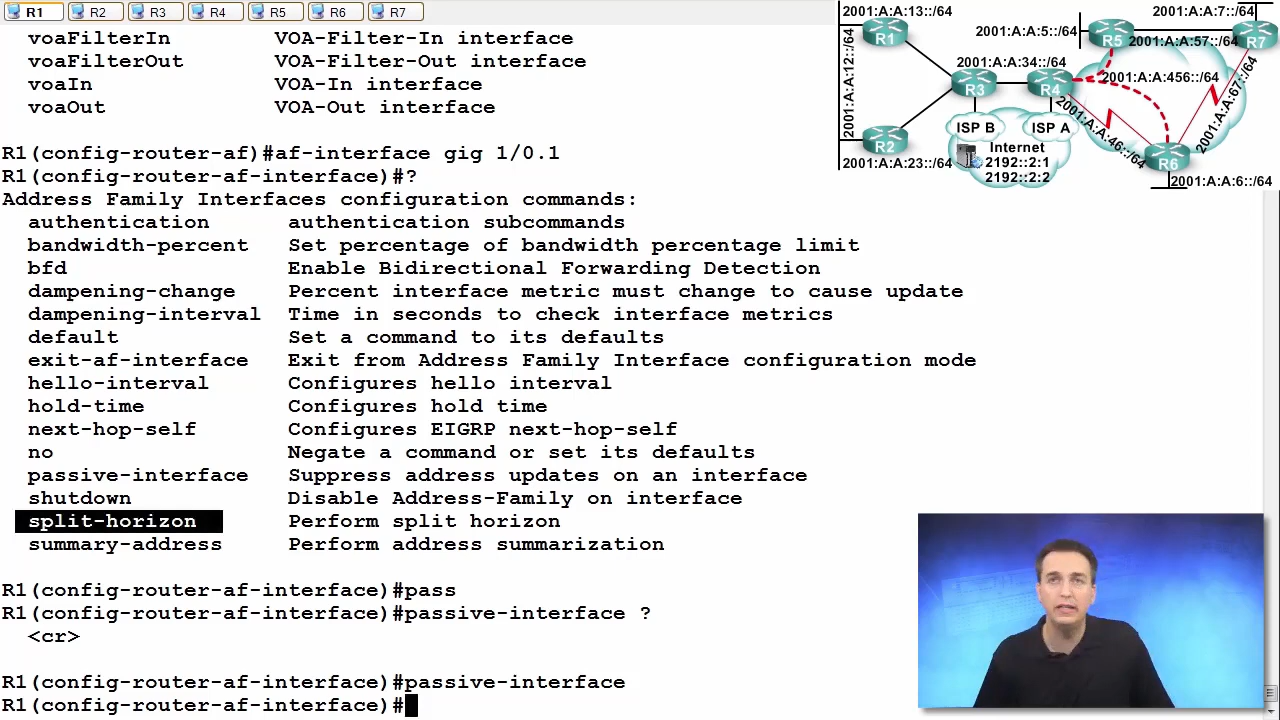 R1
R2
R3
R4
R5
R6
R7
voaFilterIn VOA-Filter-In interface
voaFilterOut VOA-Filter-Out interface
voaIn VOA-In interface
voaOut VOA-Out interface
R1(config-router-af)#af-interface gig 1/0.1
R1(config-router-af-interface)#?
Address Family Interfaces configuration commands:
authentication authentication subcommands
bandwidth-percent Set percentage of bandwidth percentage limit
bfd Enable Bidirectional Forwarding Detection
dampening-change Percent interface metric must change to cause update
dampening-interval Time in seconds to check interface metrics
default Set a command to its defaults
exit-af-interface Exit from Address Family Interface configuration mode
hello-interval Configures hello interval
hold-time Configures hold time
next-hop-self Configures EIGRP next-hop-self
no Negate a command or set its defaults
passive-interface Suppress address updates on an interface
shutdown Disable Address-Family on interface
split-horizon Perform split horizon
summary-address Perform address summarization
R1(config-router-af-interface)#pass
R1(config-router-af-interface)#passive-interface ?
<cr>
R1(config-router-af-interface)#passive-interface
R1(config-router-af-interface)#
2001:A:A:13::/64
2001:A:A:7::/64
2001:A:A:5::/64
R1
R5
R7
2001:A:A:57::/64
2001:A:A:12::/64
2001:A:A:34::/64
2001:A:A:456::/64
R3
R4
2001:A:A:46::/64
2001:A:A:67::/64
ISP B
ISP A
R2
Internet
2192::2:1
2192::2:2
R6
2001:A:A:23::/64
2001:A:A:6::/64